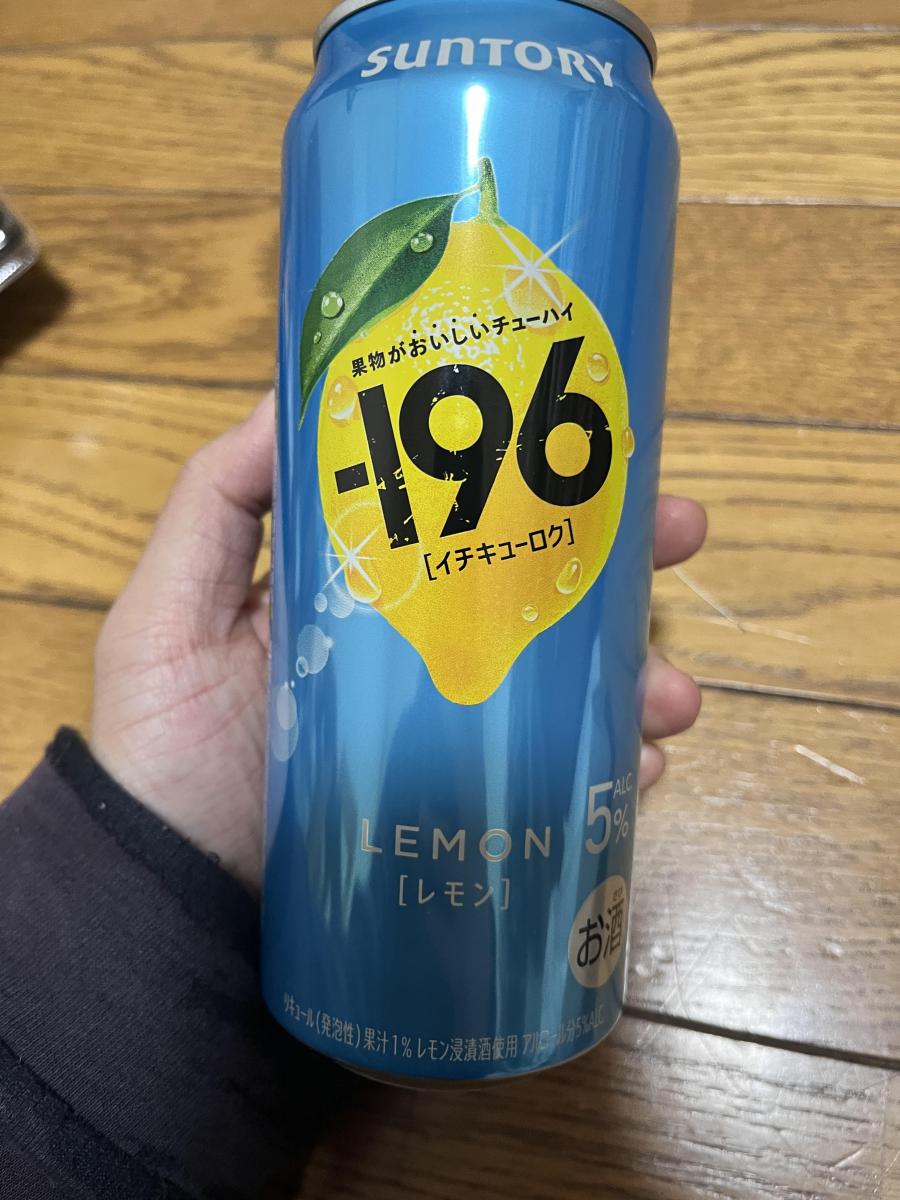 SUNTORY
果物がおいしいチューハイ
-196
[イチキューロク]
LEMON
[レモン]
5% ALC
さけ
お酒
リキュール(発泡性) 果汁1% レモン浸漬酒使用 アルコール分5%ALC